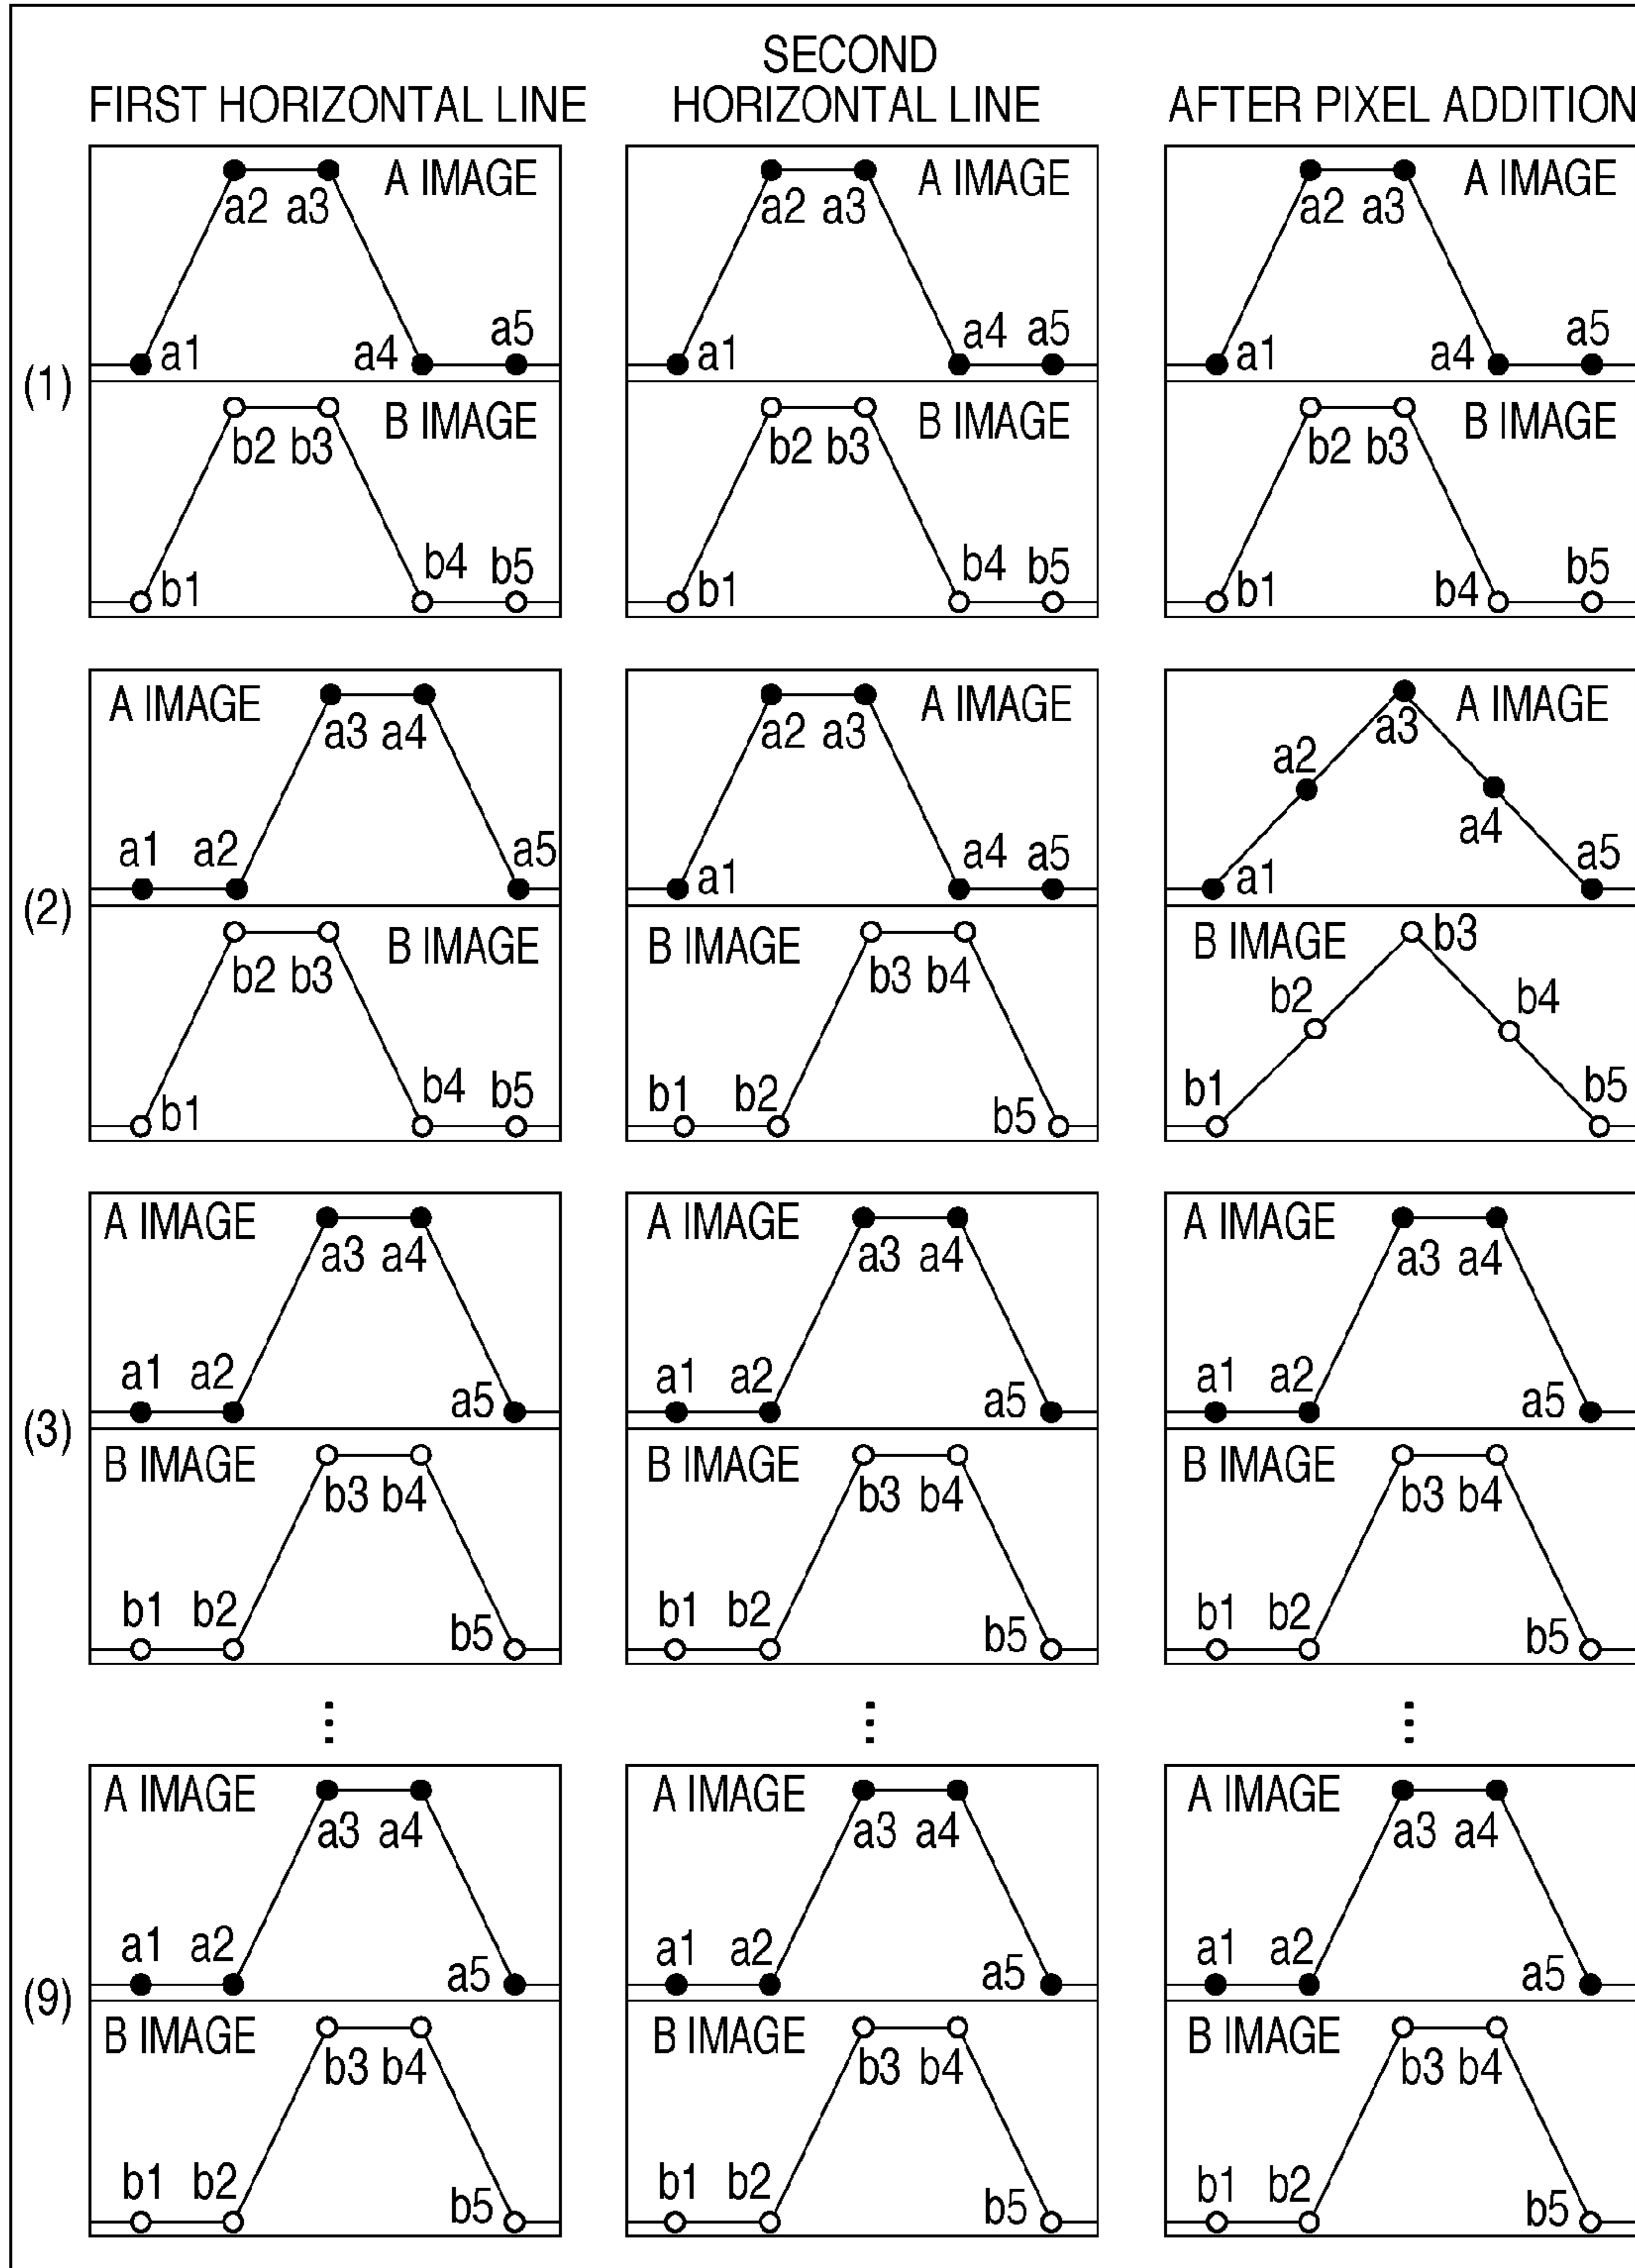 FIRST HORIZONTAL LINE
SECOND
HORIZONTAL LINE
AFTER PIXEL ADDITION
(1)
A IMAGE
a2 a3
a1 a4 a5
B IMAGE
b2 b3
b1 b4 b5
A IMAGE
a2 a3
a1 a4 a5
B IMAGE
b2 b3
b1 b4 b5
A IMAGE
a2 a3
a1 a4 a5
B IMAGE
b2 b3
b1 b4 b5
(2)
A IMAGE
a3 a4
a1 a2 a5
B IMAGE
b2 b3
b1 b4 b5
A IMAGE
a2 a3
a1 a4 a5
B IMAGE
b3 b4
b1 b2 b5
A IMAGE
a3
a2
a4
a1 a5
B IMAGE
b3
b2 b4
b1 b5
(3)
A IMAGE
a3 a4
a1 a2 a5
B IMAGE
b3 b4
b1 b2 b5
A IMAGE
a3 a4
a1 a2 a5
B IMAGE
b3 b4
b1 b2 b5
A IMAGE
a3 a4
a1 a2 a5
B IMAGE
b3 b4
b1 b2 b5
(9)
A IMAGE
a3 a4
a1 a2 a5
B IMAGE
b3 b4
b1 b2 b5
A IMAGE
a3 a4
a1 a2 a5
B IMAGE
b3 b4
b1 b2 b5
A IMAGE
a3 a4
a1 a2 a5
B IMAGE
b3 b4
b1 b2 b5